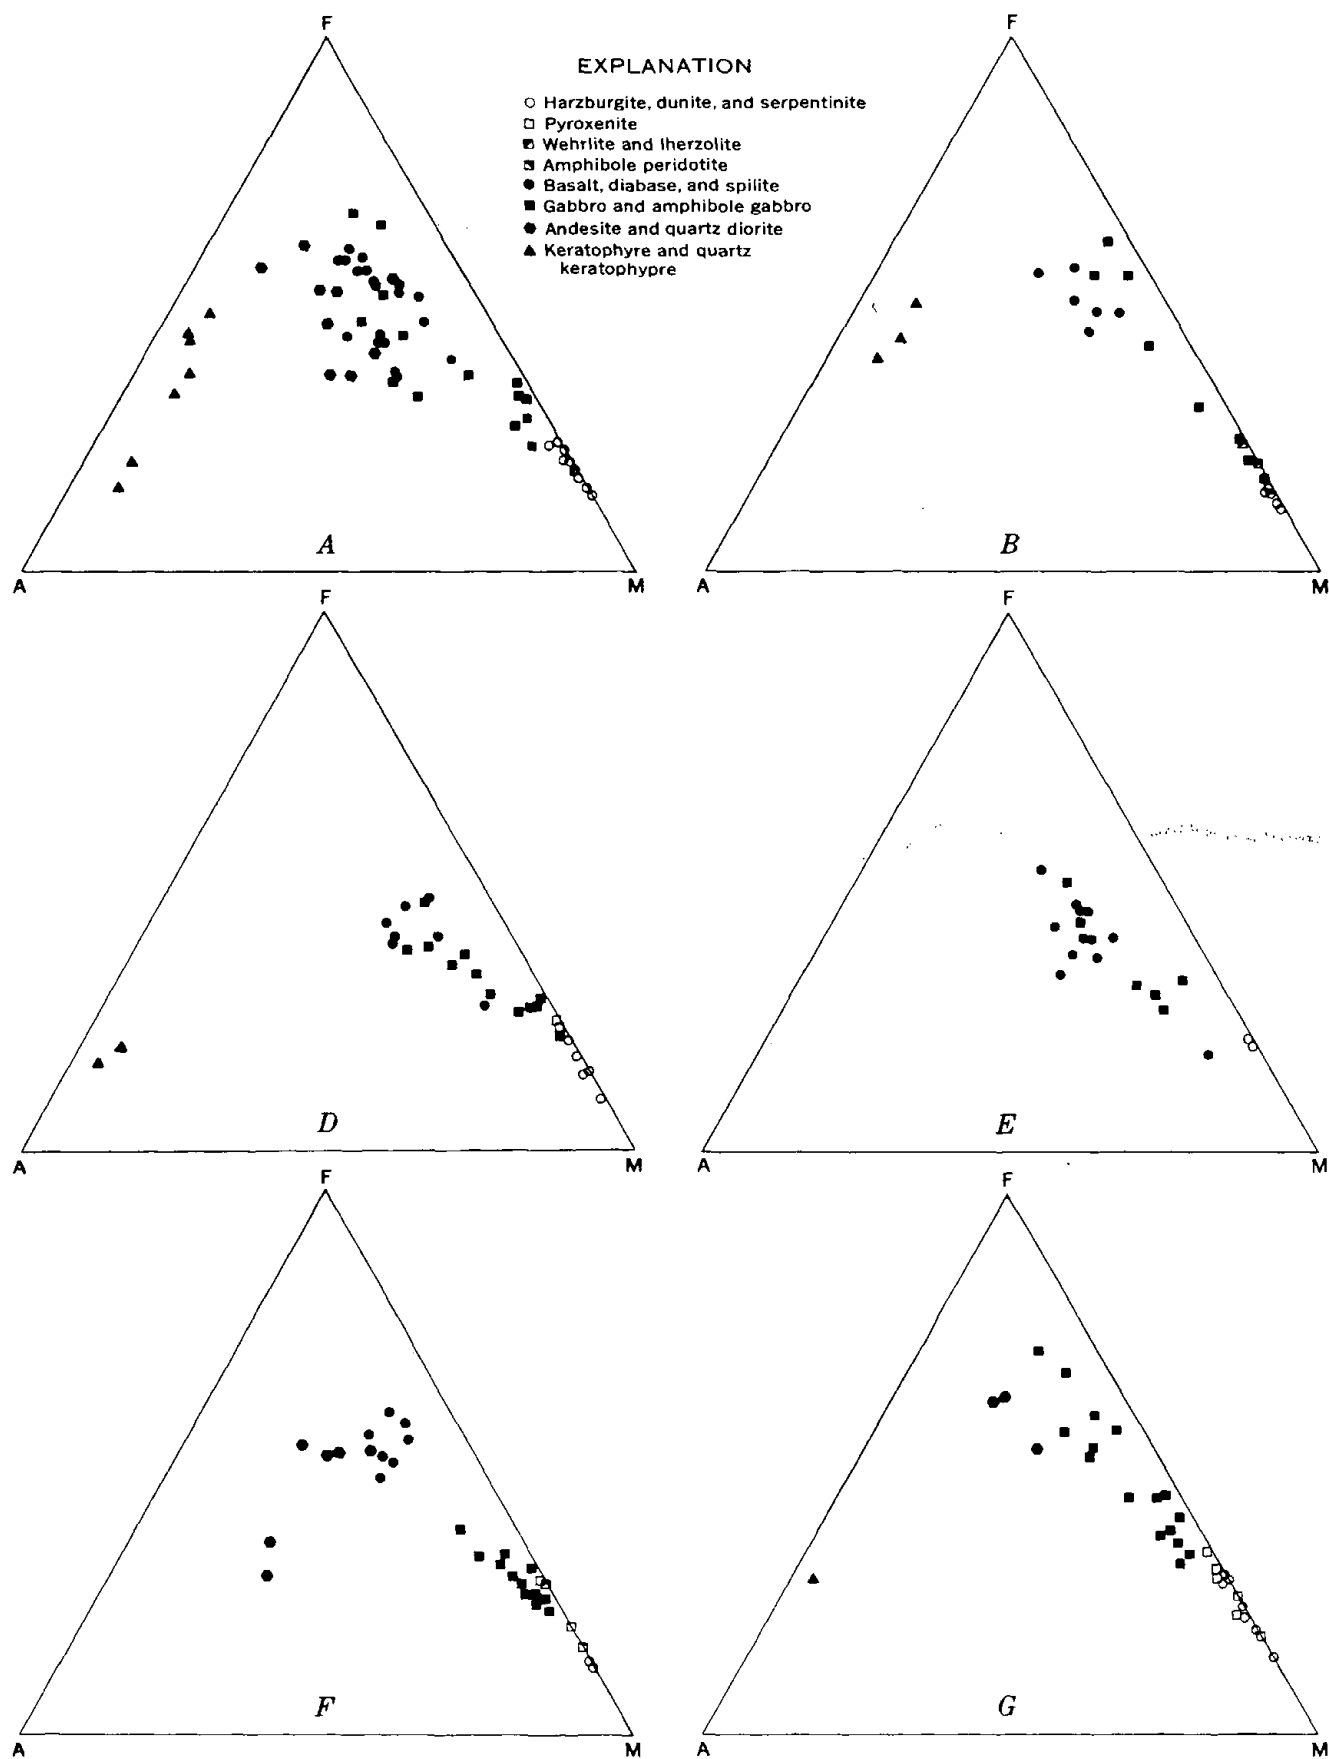 F
F
EXPLANATION
Harzburgite, dunite, and serpentinite
Pyroxenite
Wehrlite and lherzolite
Amphibole peridotite
Basalt, diabase, and spilite
Gabbro and amphibole gabbro
Andesite and quartz diorite
Keratophyre and quartz
keratophypre
A
B
A
M
A
M
F
F
D
E
A
M
A
M
F
F
F
G
A
M
A
M